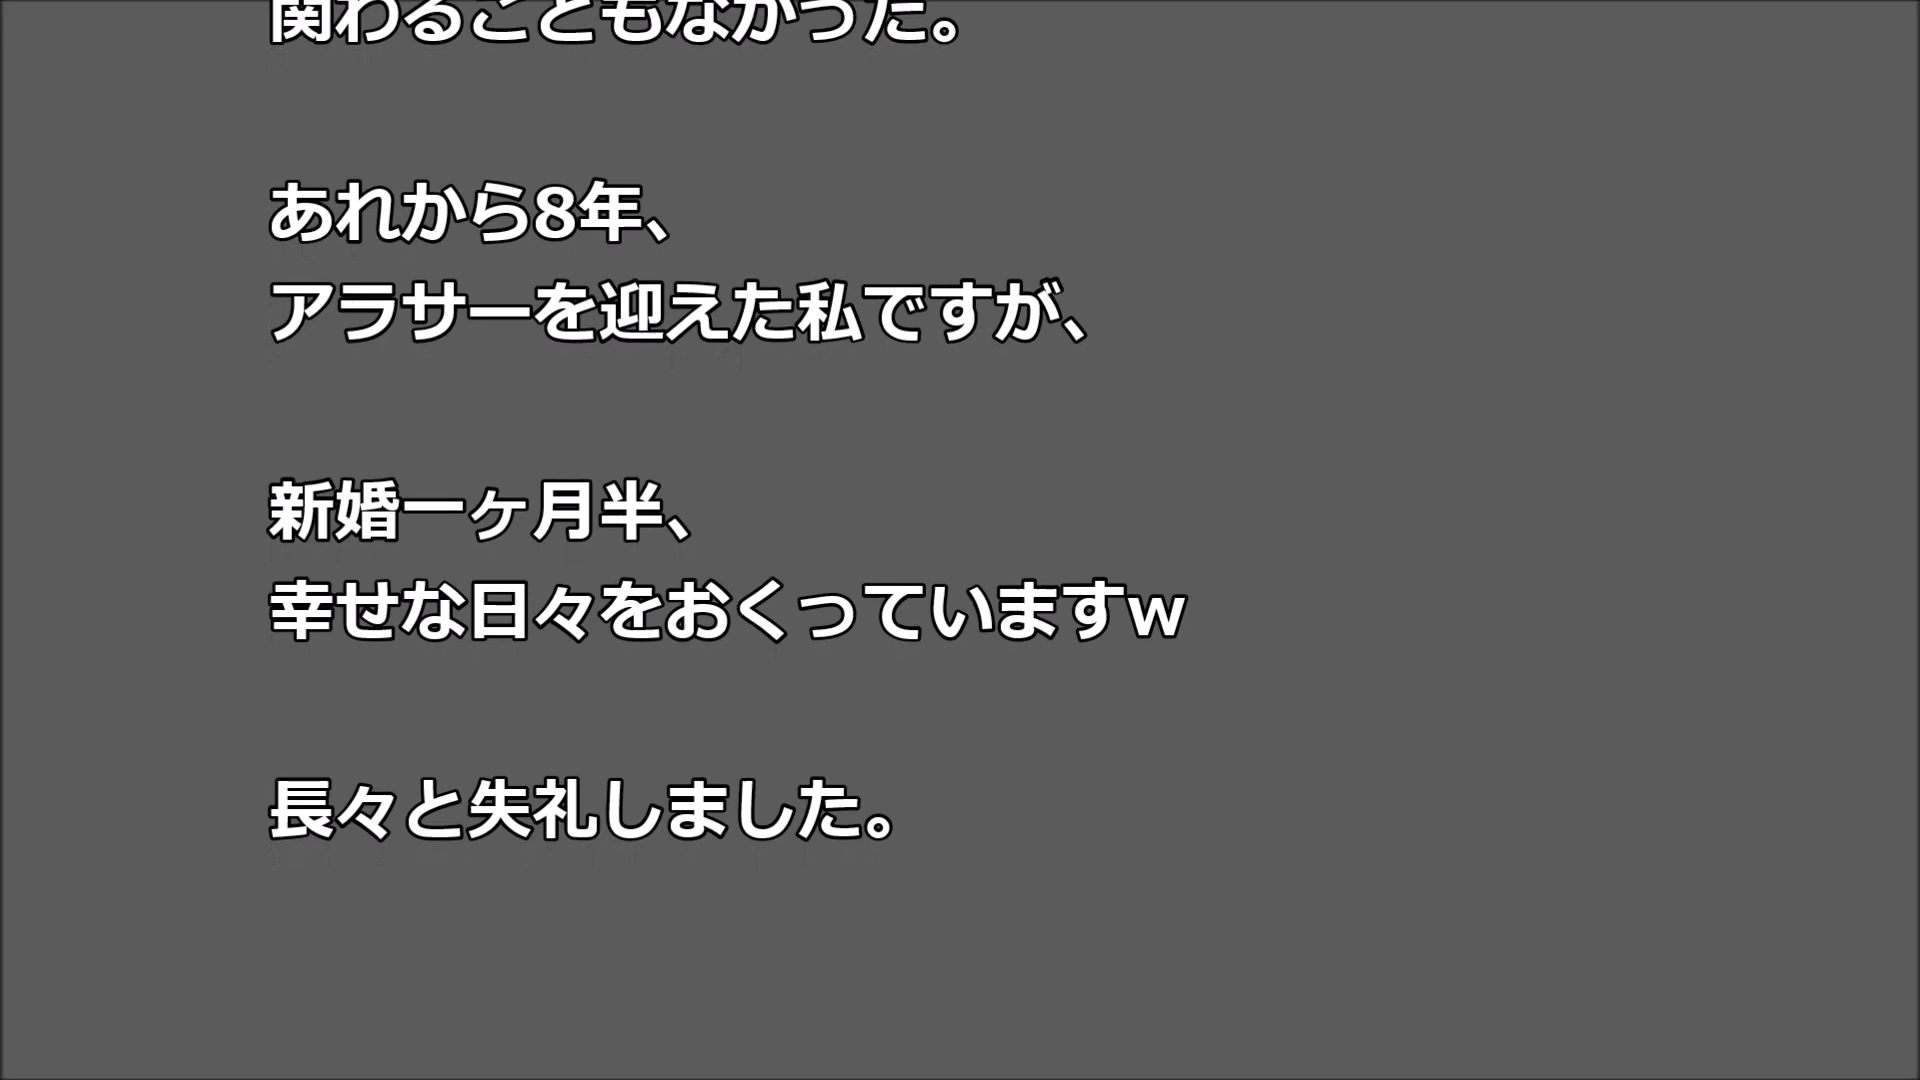 関わることもなかった。
あれから8年、
アラサーを迎えた私ですが、
新婚一ヶ月半、
幸せな日々をおくっていますw
長々と失礼しました。